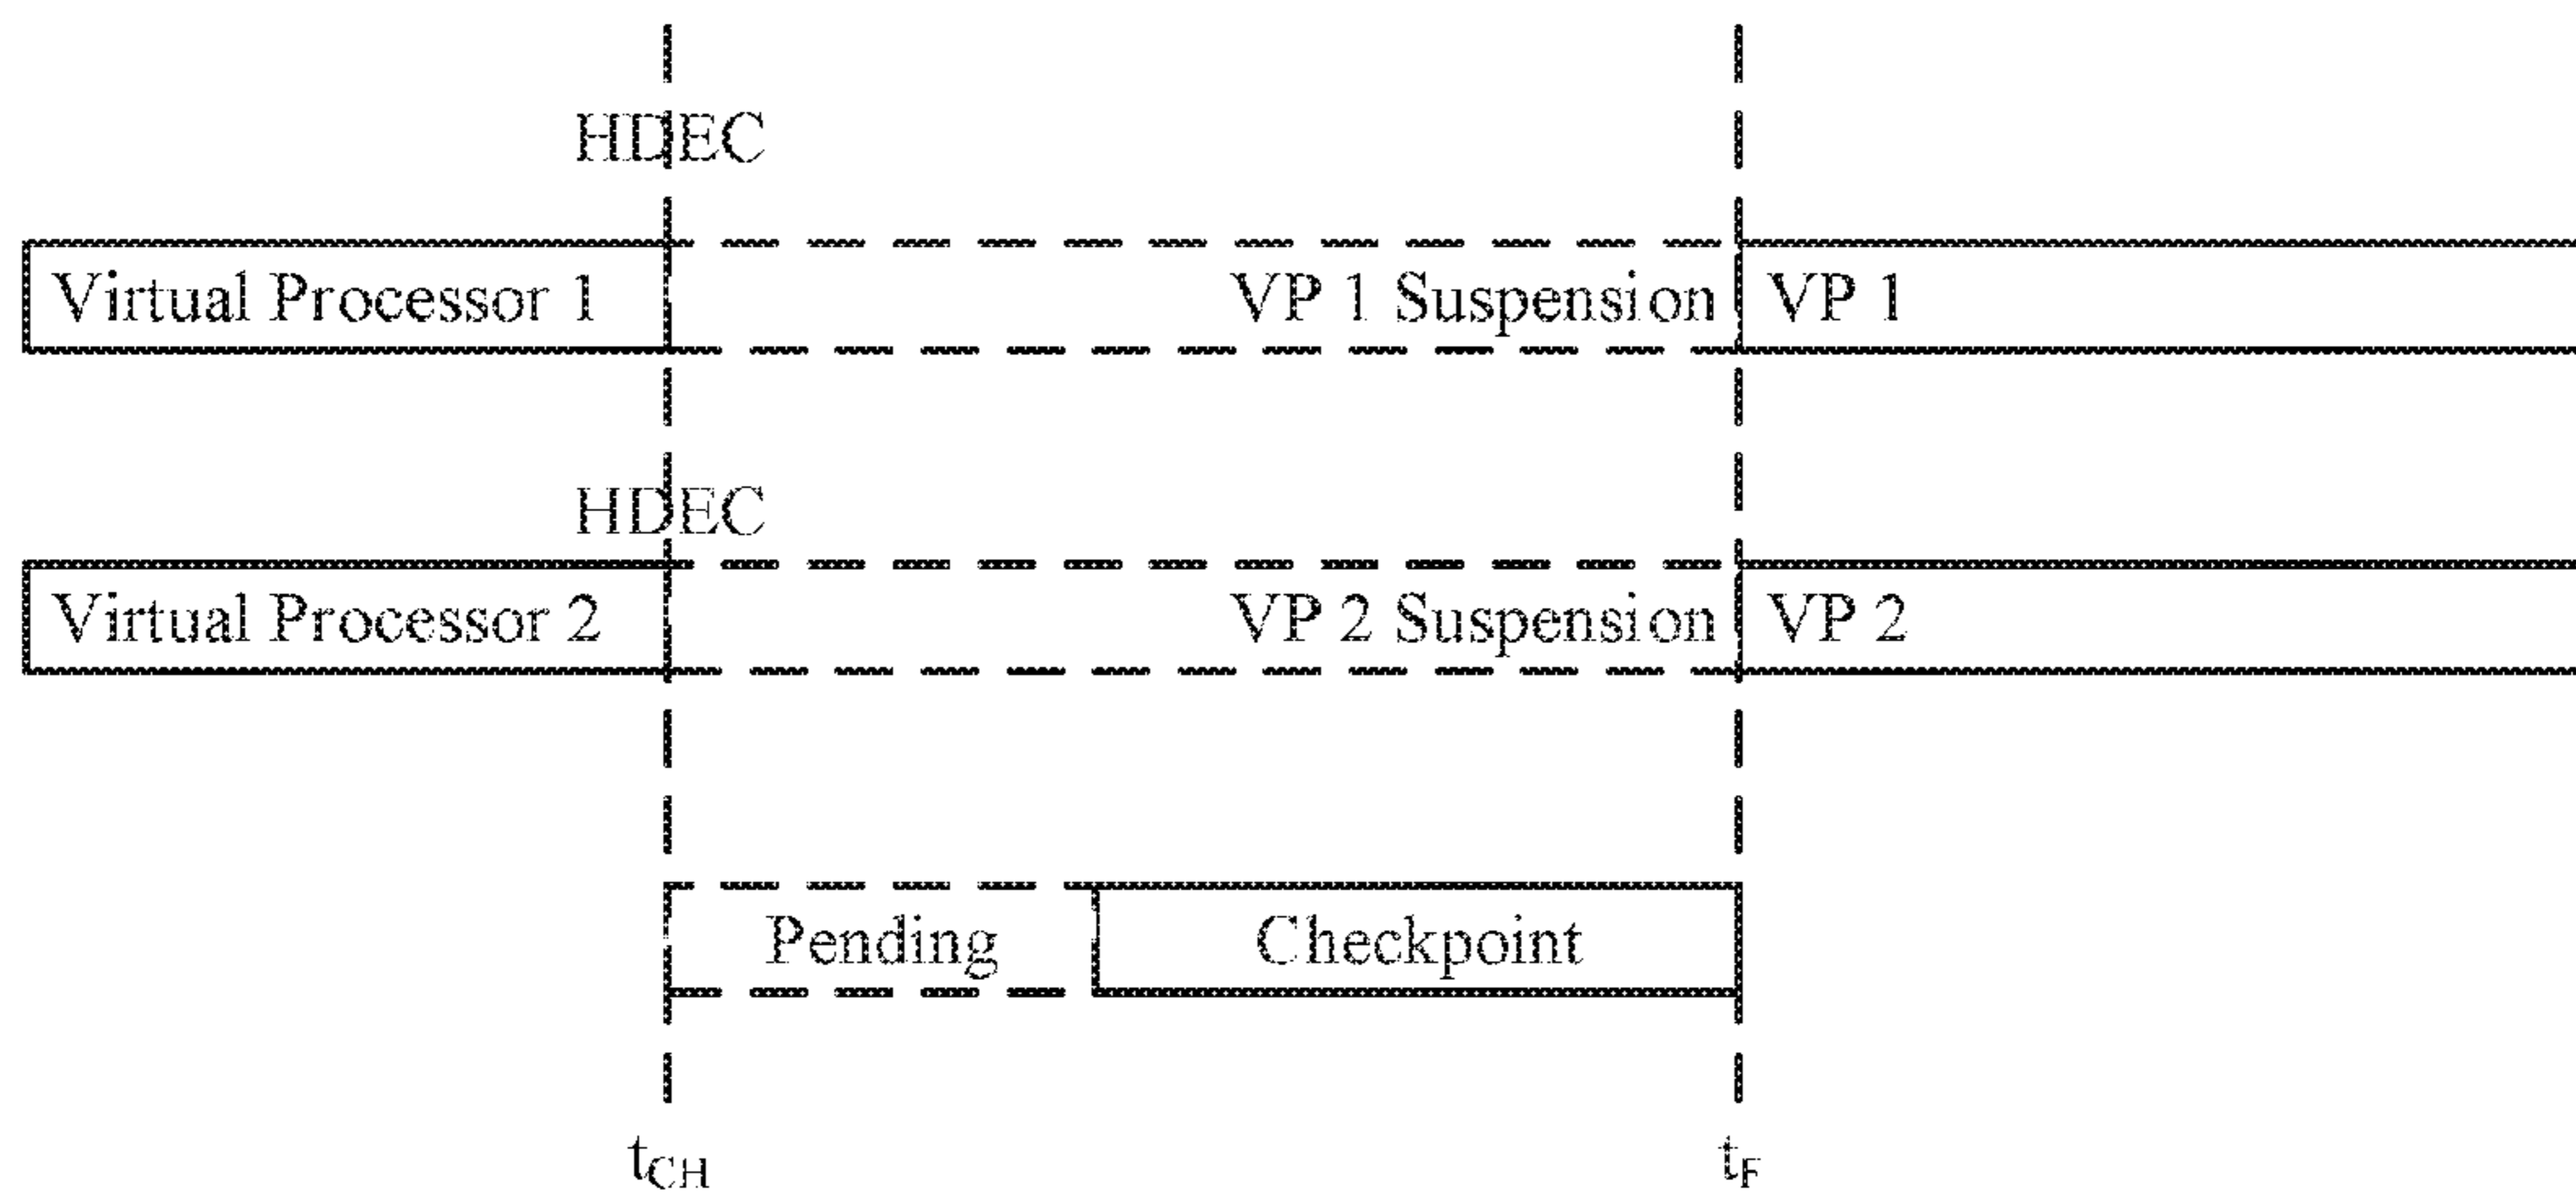 HDEC
Virtual Processor 1 VP 1 Suspension VP 1
HDEC
Virtual Processor 2 VP 2 Suspension VP 2
Pending Checkpoint
tCH tF